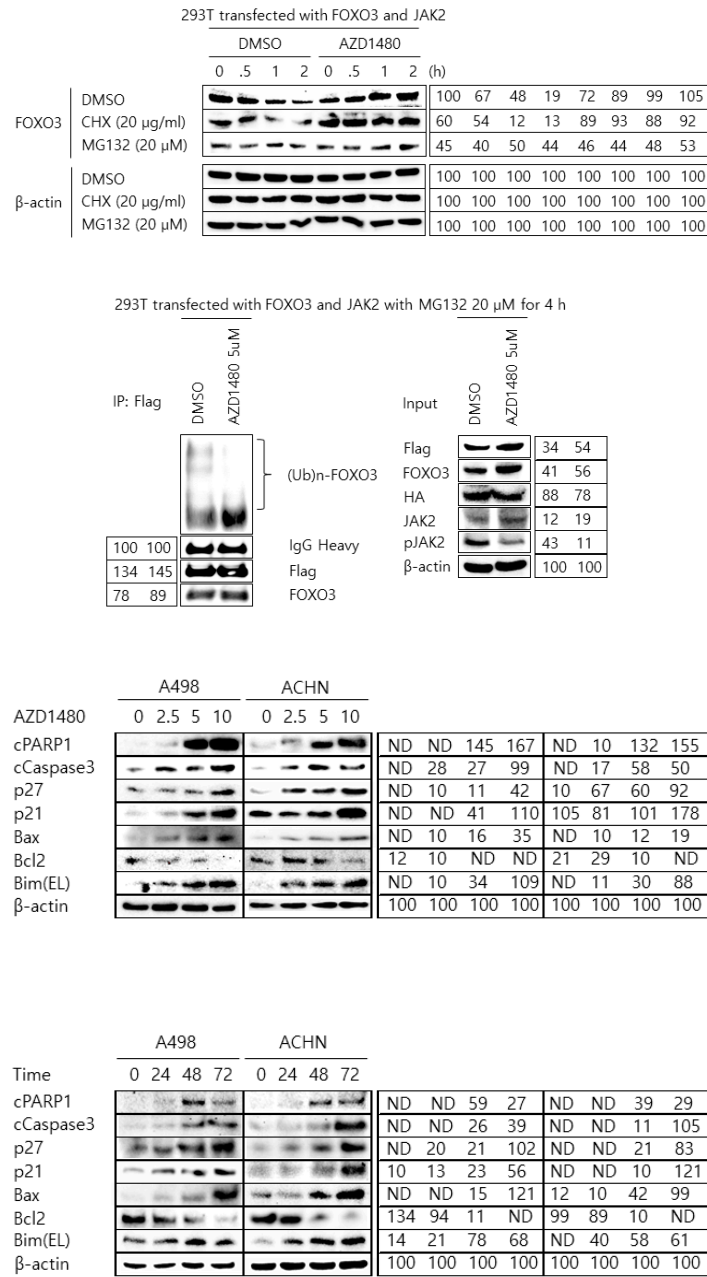 293T transfected with FOXO3 and JAK2
DMSO AZD1480
0 .5 1 2 0 .5 1 2 (h)
DMSO 100 67 48 19 72 89 99 105
FOXO3 CHX (20 µg/ml) 60 54 12 13 89 93 88 92
MG132 (20 µM) 45 40 50 44 46 44 48 53
DMSO 100 100 100 100 100 100 100 100
β-actin CHX (20 µg/ml) 100 100 100 100 100 100 100 100
MG132 (20 µM) 100 100 100 100 100 100 100 100
293T transfected with FOXO3 and JAK2 with MG132 20 µM for 4 h
IP: Flag
DMSO
AZD1480 5uM
(Ub)n-FOXO3
100 100 IgG Heavy
134 145 Flag
78 89 FOXO3
Input
DMSO
AZD1480 5uM
Flag 34 54
FOXO3 41 56
HA 88 78
JAK2 12 19
pJAK2 43 11
β-actin 100 100
A498 ACHN
AZD1480 0 2.5 5 10 0 2.5 5 10
cPARP1 ND ND 145 167 ND 10 132 155
cCaspase3 ND 28 27 99 ND 17 58 50
p27 ND 10 11 42 10 67 60 92
p21 ND ND 41 110 105 81 101 178
Bax ND 10 16 35 ND 10 12 19
Bcl2 12 10 ND ND 21 29 10 ND
Bim(EL) ND 10 34 109 ND 11 30 88
β-actin 100 100 100 100 100 100 100 100
A498 ACHN
Time 0 24 48 72 0 24 48 72
cPARP1 ND ND 59 27 ND ND 39 29
cCaspase3 ND ND 26 39 ND ND 11 105
p27 ND 20 21 102 ND ND 21 83
p21 10 13 23 56 ND ND 10 121
Bax ND ND 15 121 12 10 42 99
Bcl2 134 94 11 ND 99 89 10 ND
Bim(EL) 14 21 78 68 ND 40 58 61
β-actin 100 100 100 100 100 100 100 100